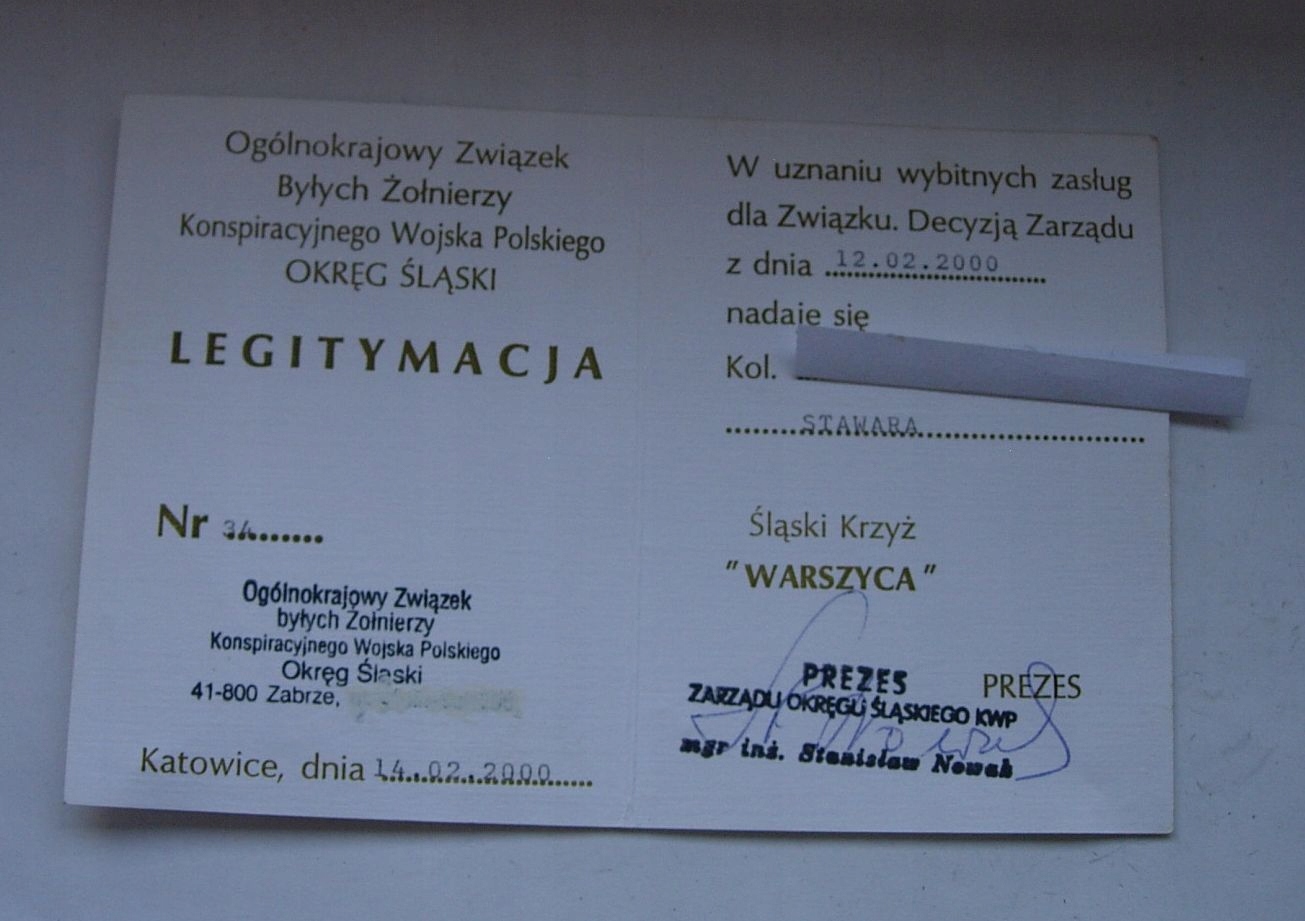 Ogólnokrajowy Związek
Byłych Żołnierzy
Konspiracyjnego Wojska Polskiego
OKRĘG ŚLĄSKI
LEGITYMACJA
Nr 34
Ogólnokrajowy Związek
byłych Żołnierzy
Konspiracyjnego Wojska Polskiego
Okręg Śląski
41-800 Zabrze,
Katowice, dnia 14.02.2000
W uznaniu wybitnych zasług
dla Związku. Decyzją Zarządu
z dnia 12.02.2000
nadaje się
Kol.
STAWARA
Śląski Krzyż
"WARSZYCA"
PREZES
PREZES
ZARZĄDU OKRĘGU ŚLĄSKIEGO KWP
mgr inż. Stanisław Nowak